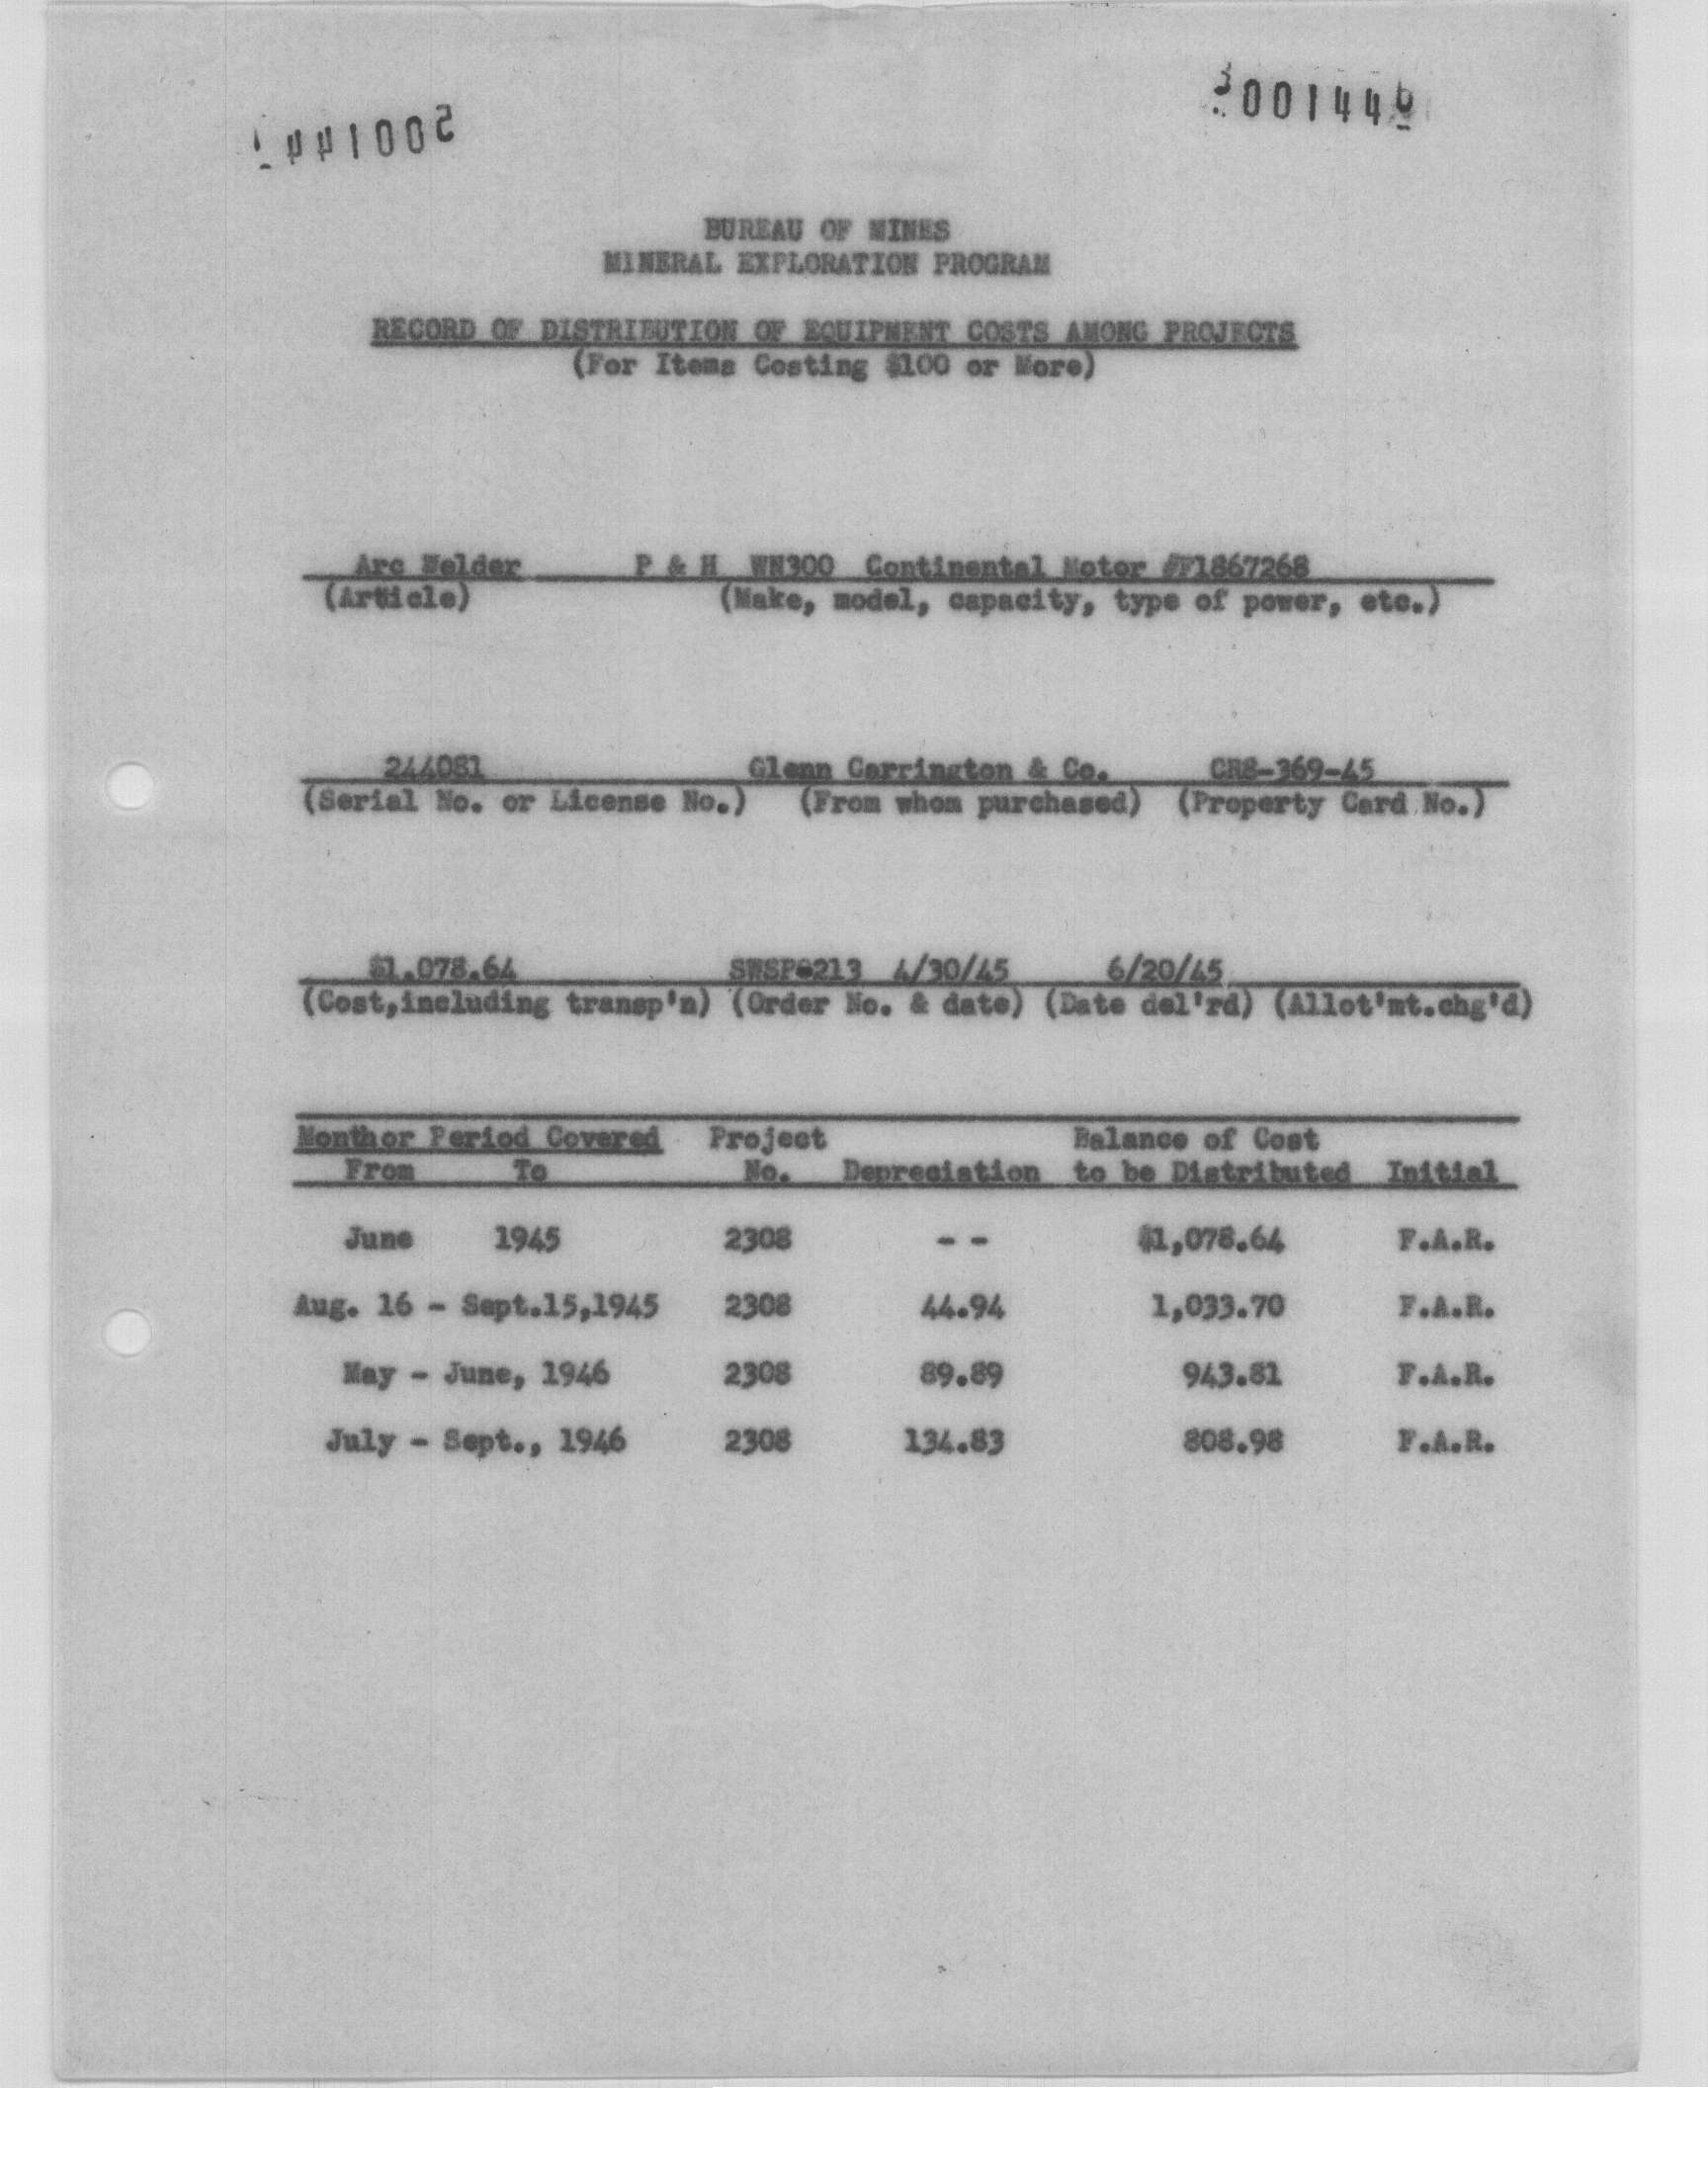 BUREAU OF MINES
MINERAL EXPLORATION PROGRAM
RECORD OF DISTRIBUTION OF EQUIPMENT COSTS AMONG PROJECTS
(For Items Costing $100 or More)
Arc Welder P & H WN300 Continental Motor #F1867268
(Article) (Make, model, capacity, type of power, etc.)
244081 Glenn Carrington & Co. CR8-369-45
(Serial No. or License No.) (From whom purchased) (Property Card No.)
$1,078.64 4/30/45 6/20/45
(Cost,including transp'n) (Order No. & date) (Date del'rd) (Allot'mt.chg'd)
Monthor Period Covered Project Balance of Cost
From To No. Depreciation to be Distributed Initial
June 1945 2308 -- $1,078.64 F.A.R.
Aug. 16 - Sept.15,1945 2308 44.94 1,033.70 F.A.R.
May - June, 1946 2308 89.89 943.81 F.A.R.
July - Sept., 1946 2308 134.83 808.98 F.A.R.